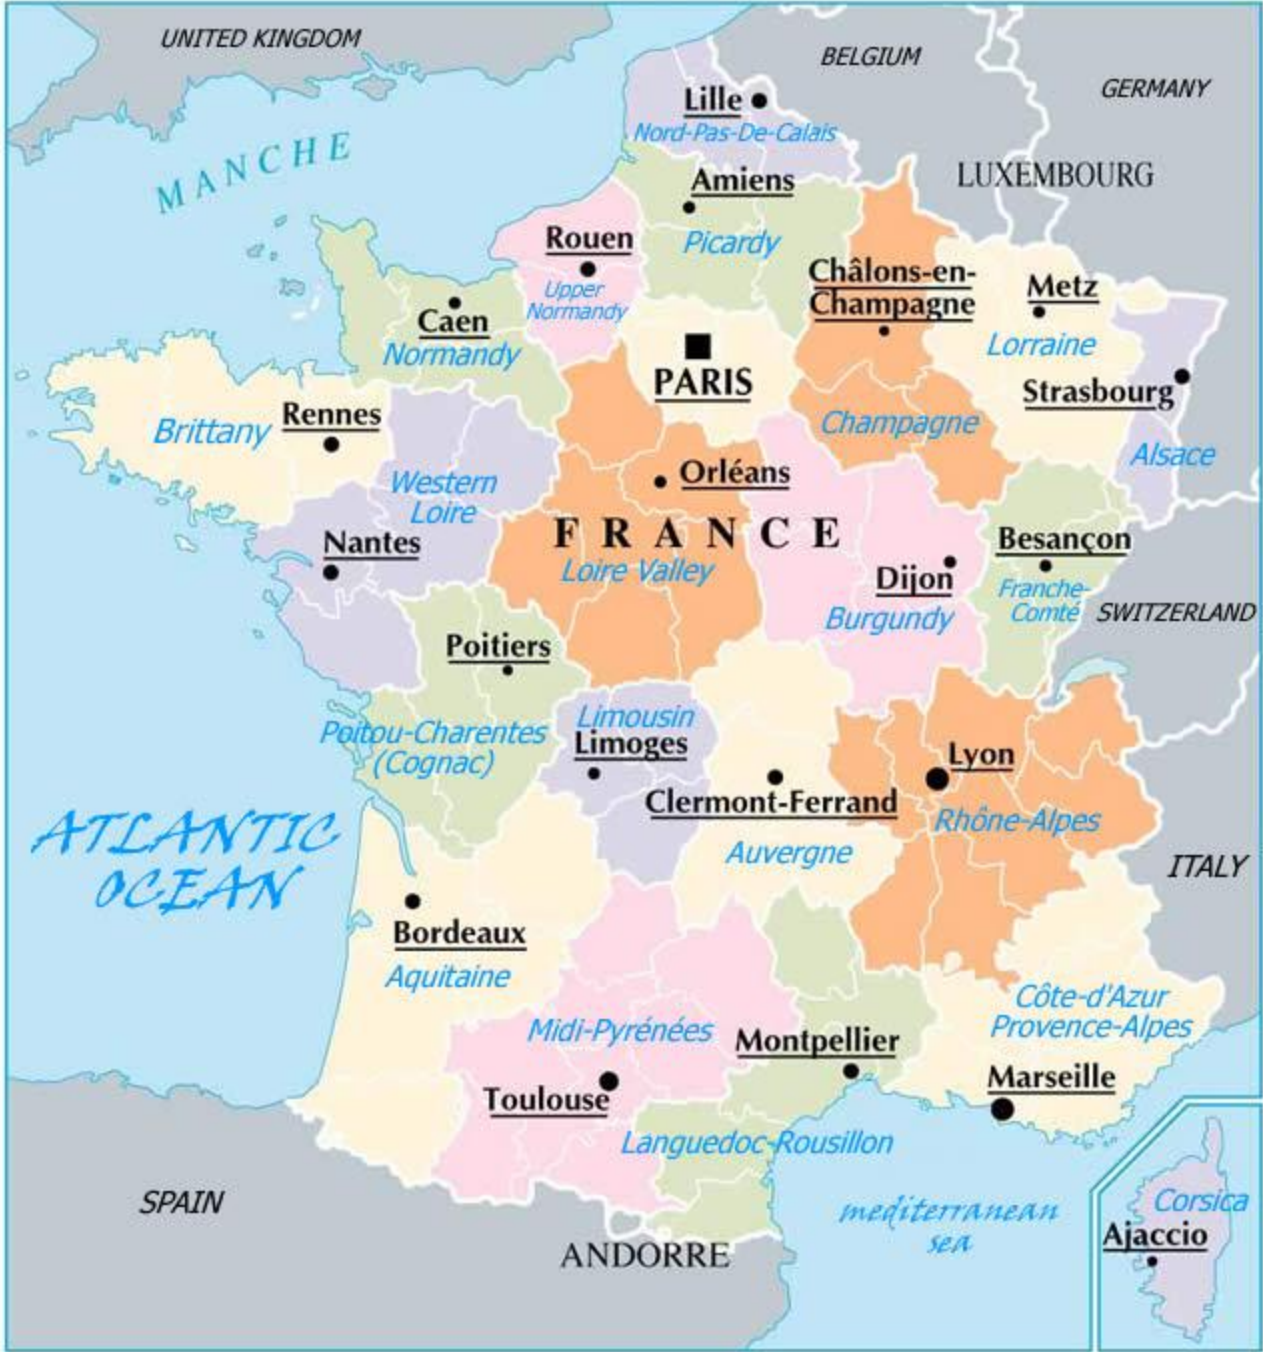 UNITED KINGDOM
BELGIUM
GERMANY
Lille
Nord-Pas-De-Calais
MANCHE
LUXEMBOURG
Amiens
Picardy
Rouen
Upper
Normandy
Châlons-en-
Champagne
Metz
Lorraine
Caen
Normandy
PARIS
Strasbourg
Rennes
Brittany
Champagne
Alsace
Western
Loire
Orléans
FRANCE
Nantes
Loire Valley
Besançon
Dijon
Franche-
Comté
Burgundy
SWITZERLAND
Poitiers
Poitou-Charentes
(Cognac)
Limousin
Limoges
Lyon
Clermont-Ferrand
Rhône-Alpes
Auvergne
ATLANTIC
OCEAN
ITALY
Bordeaux
Aquitaine
Côte-d'Azur
Provence-Alpes
Midi-Pyrénées
Montpellier
Marseille
Toulouse
Languedoc-Rousillon
SPAIN
mediterranean
sea
Corsica
Ajaccio
ANDORRE